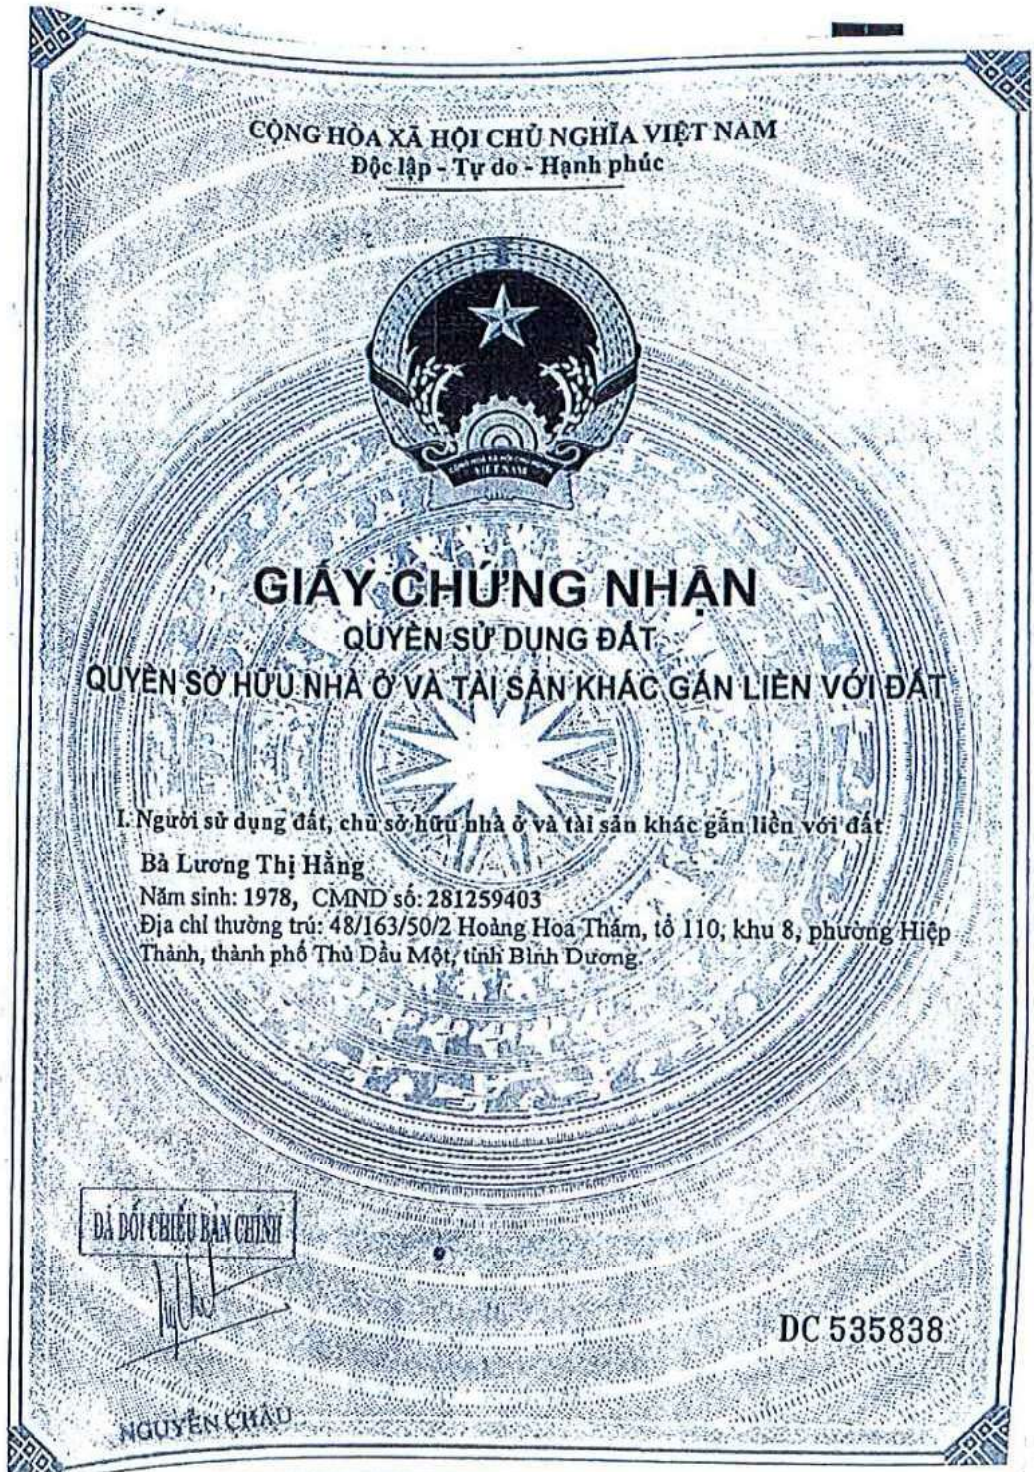 CỘNG HÒA XÃ HỘI CHỦ NGHĨA VIỆT NAM
Độc lập - Tự do - Hạnh phúc
VIỆT NAM
GIẤY CHỨNG NHẬN
QUYỀN SỬ DỤNG ĐẤT
QUYỀN SỞ HỮU NHÀ Ở VÀ TÀI SẢN KHÁC GẮN LIỀN VỚI ĐẤT
I. Người sử dụng đất, chủ sở hữu nhà ở và tài sản khác gắn liền với đất
Bà Lương Thị Hằng
Năm sinh: 1978, CMND số: 281259403
Địa chỉ thường trú: 48/163/50/2 Hoàng Hoa Thám, tổ 110, khu 8, phường Hiệp
Thành, thành phố Thủ Dầu Một, tỉnh Bình Dương.
ĐÃ ĐỐI CHIẾU BẢN CHÍNH
DC 535838
NGUYỄN CHÂU